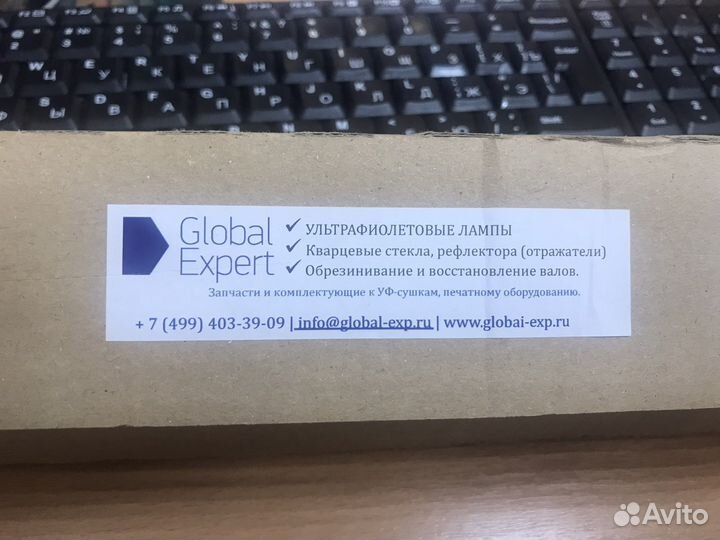 Global
Expert
✓ УЛЬТРАФИОЛЕТОВЫЕ ЛАМПЫ
✓ Кварцевые стекла, рефлектора (отражатели)
✓ Обрезинивание и восстановление валов.
Запчасти и комплектующие к УФ-сушкам, печатному оборудованию.
+ 7 (499) 403-39-09 | info@global-exp.ru | www.globai-exp.ru
Avito